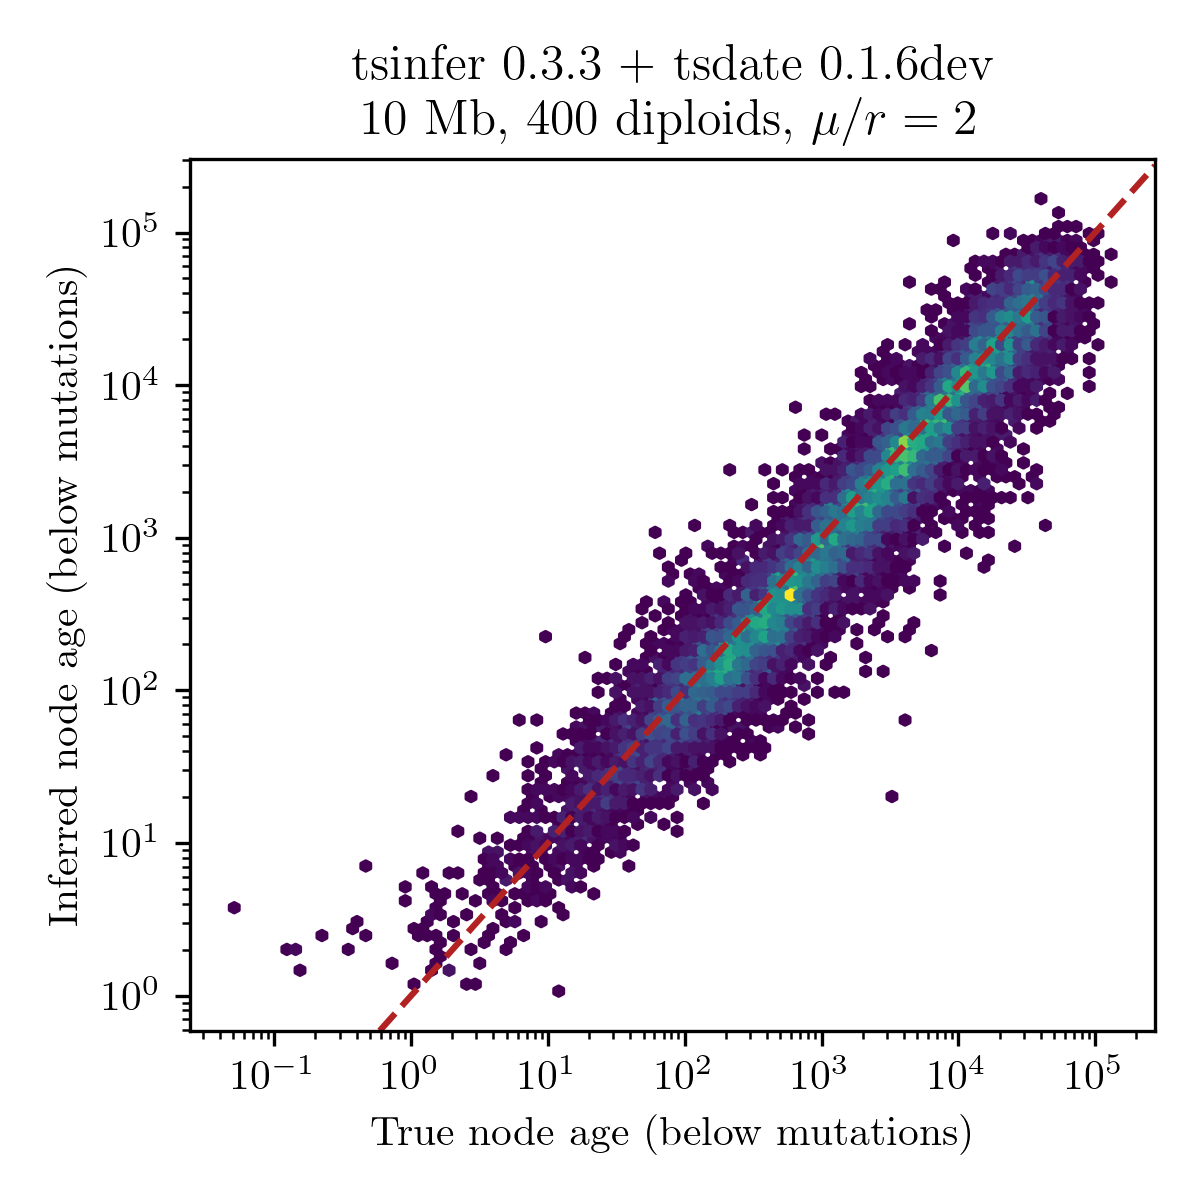 tsinfer 0.3.3 + tsdate 0.1.6dev
10 Mb, 400 diploids, μ/r = 2
Inferred node age (below mutations)
10⁵
10⁴
10³
10²
10¹
10⁰
10⁻¹ 10⁰ 10¹ 10² 10³ 10⁴ 10⁵
True node age (below mutations)